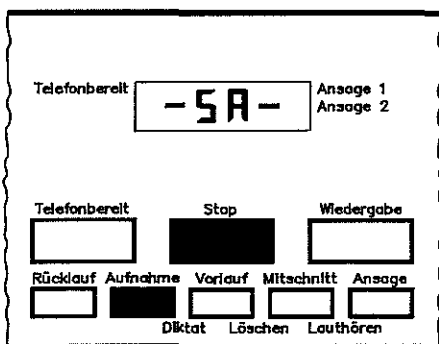 Telefonbereit -SA- Ansage 1
Ansage 2
Telefonbereit Stop Wiedergabe
Rücklauf Aufnahme Vorlauf Mitschnitt Ansage
Diktat Löschen Lauthören